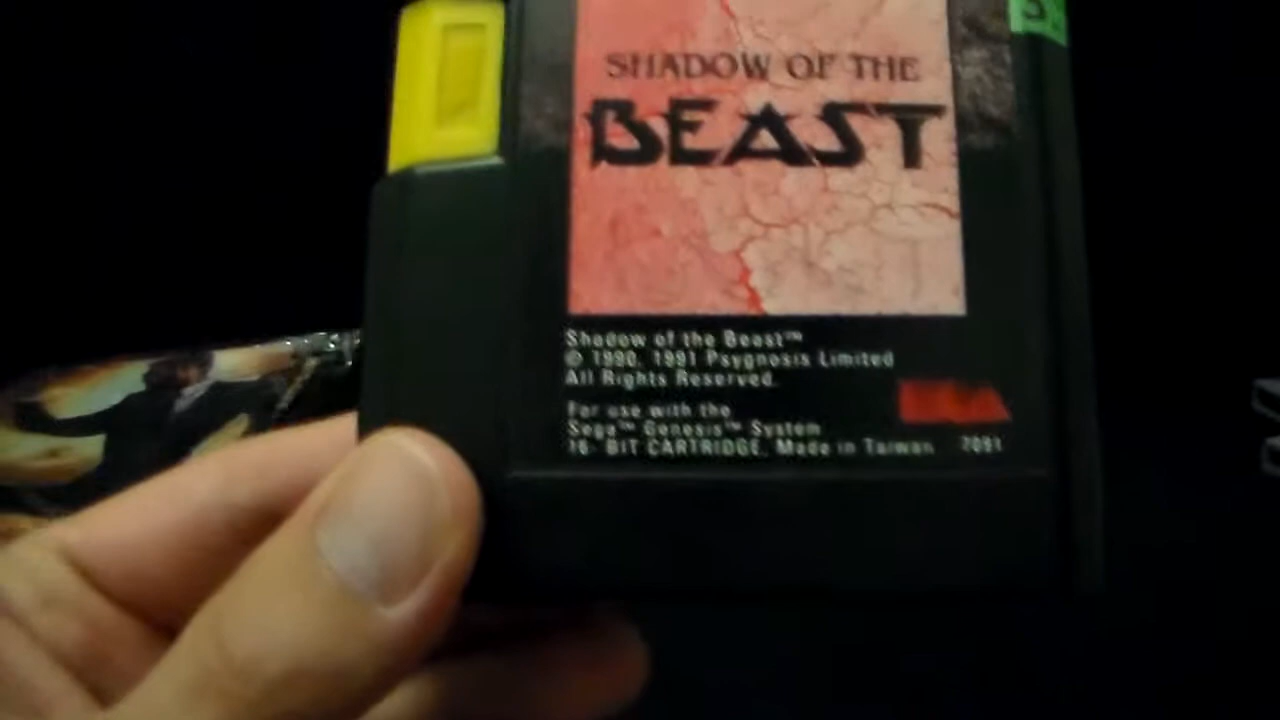 SHADOW OF THE
BEAST
Shadow of the Beast™
© 1990, 1991 Psygnosis Limited
All Rights Reserved.
For use with the
Sega™ Genesis™ System
16- BIT CARTRIDGE. Made in Taiwan 7091